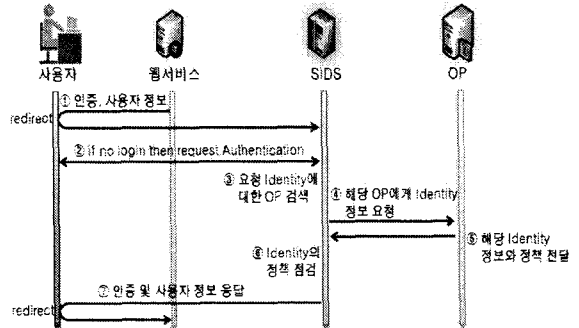 사용자
웹서비스
SIDS
OP
① 인증, 사용자 정보
redirect
② if no login then request Authentication
③ 요청 Identity에
대한 OP 검색
④ 해당 OP에게 Identity
정보 요청
⑤ 해당 Identity
정보와 정책 전달
⑥ Identity의
정책 점검
⑦ 인증 및 사용자 정보 응답
redirect